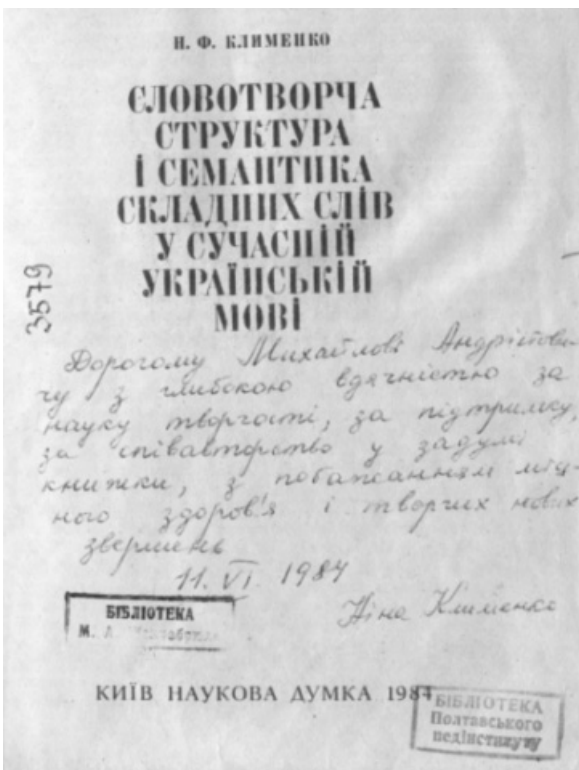 Н. Ф. КЛИМЕНКО
СЛОВОТВОРЧА
СТРУКТУРА
І СЕМАНТИКА
СКЛАДНИХ СЛІВ
У СУЧАСНІЙ
УКРАЇНСЬКІЙ
МОВІ
3579
Дорогому Михайлові Андрійови-
чу з глибокою вдячністю за
науку творчості, за підтримку,
за співавторство у задумі
книжки, з побажанням міц-
ного здоров'я і творчих нових
звершень
11. VI. 1984
Ніна Клименко
БІБЛІОТЕКА
М. А.
КИЇВ НАУКОВА ДУМКА 1984
БІБЛІОТЕКА
Полтавського
педінституту